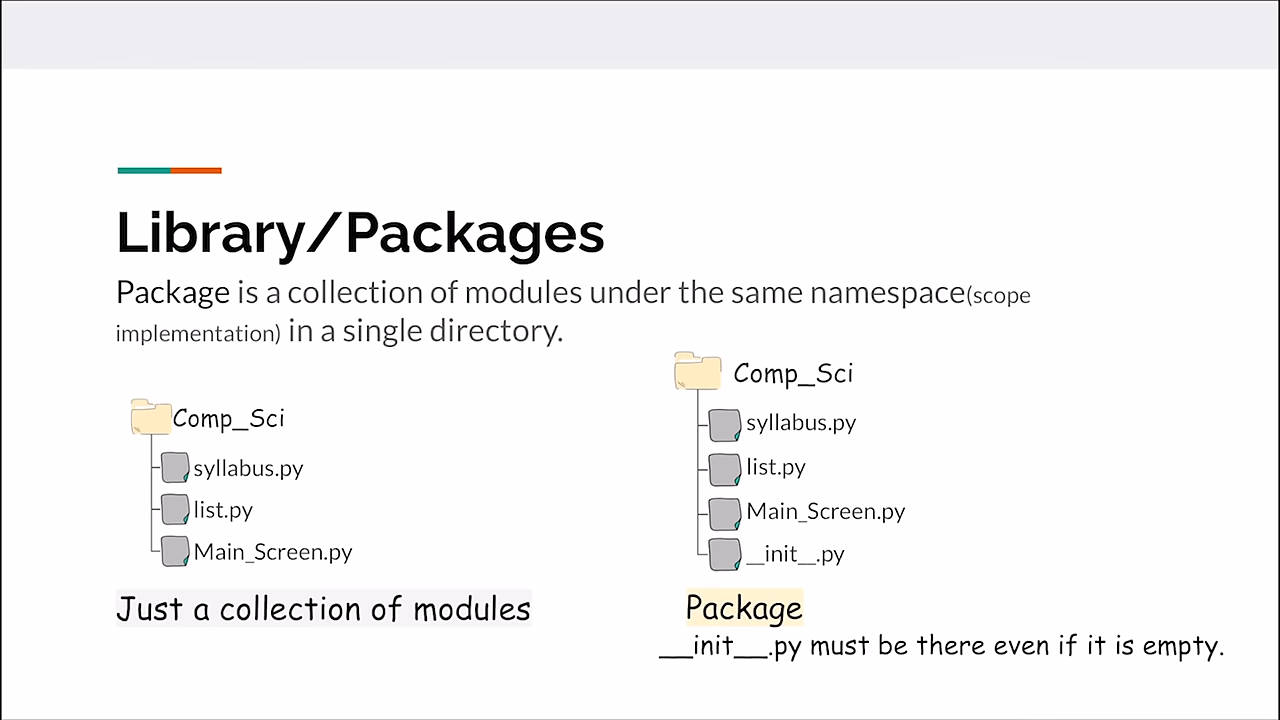 Library/Packages
Package is a collection of modules under the same namespace(scope
implementation) in a single directory.
Comp_Sci
syllabus.py
list.py
Main_Screen.py
Just a collection of modules
Comp_Sci
syllabus.py
list.py
Main_Screen.py
__init__.py
Package
__init__.py must be there even if it is empty.